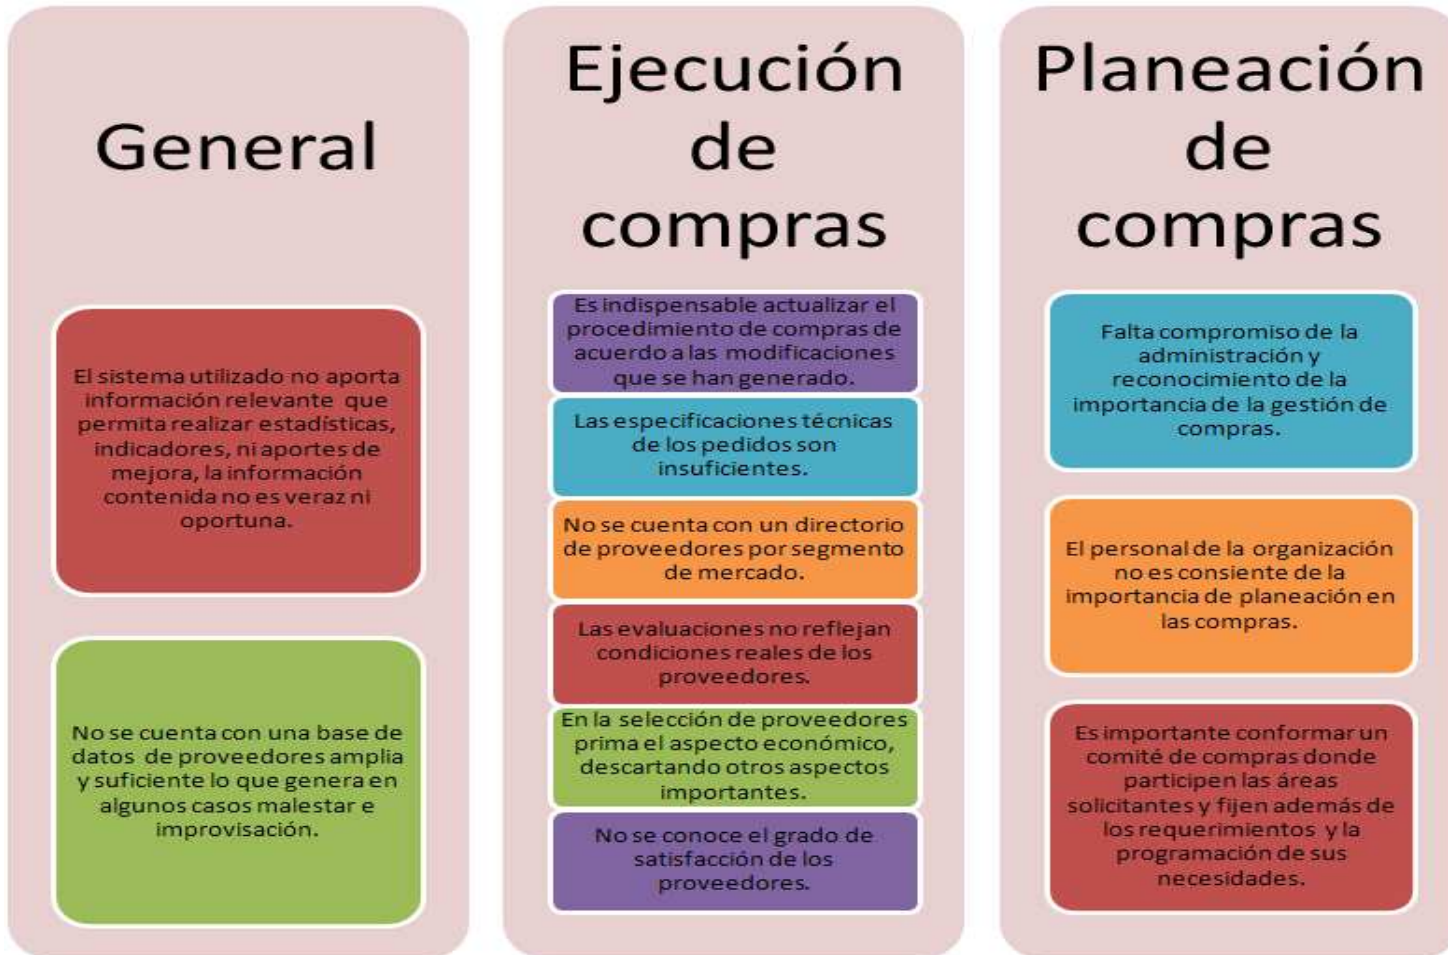 General
El sistema utilizado no aporta
información relevante que
permita realizar estadísticas,
indicadores, ni aportes de
mejora, la información
contenida no es veraz ni
oportuna.
No se cuenta con una base de
datos de proveedores amplia
y suficiente lo que genera en
algunos casos malestar e
improvisación.
Ejecución
de
compras
Es indispensable actualizar el
procedimiento de compras de
acuerdo a las modificaciones
que se han generado.
Las especificaciones técnicas
de los pedidos son
insuficientes.
No se cuenta con un directorio
de proveedores por segmento
de mercado.
Las evaluaciones no reflejan
condiciones reales de los
proveedores.
En la selección de proveedores
prima el aspecto económico,
descartando otros aspectos
importantes.
No se conoce el grado de
satisfacción de los
proveedores.
Planeación
de
compras
Falta compromiso de la
administración y
reconocimiento de la
importancia de la gestión de
compras.
El personal de la organización
no es consiente de la
importancia de planeación en
las compras.
Es importante conformar un
comité de compras donde
participen las áreas
solicitantes y fijen además de
los requerimientos y la
programación de sus
necesidades.